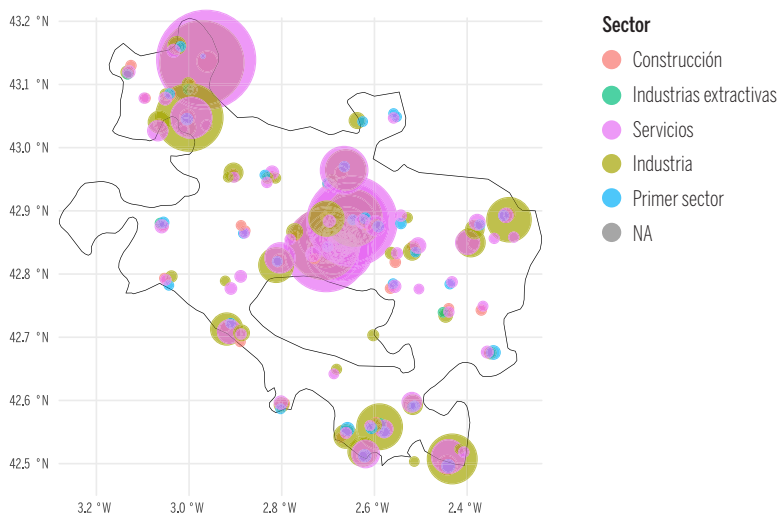 43.2 °N
43.1 °N
43.0 °N
42.9 °N
42.8 °N
42.7 °N
42.6 °N
42.5 °N
3.2 °W 3.0 °W 2.8 °W 2.6 °W 2.4 °W
Sector
Construcción
Industrias extractivas
Servicios
Industria
Primer sector
NA